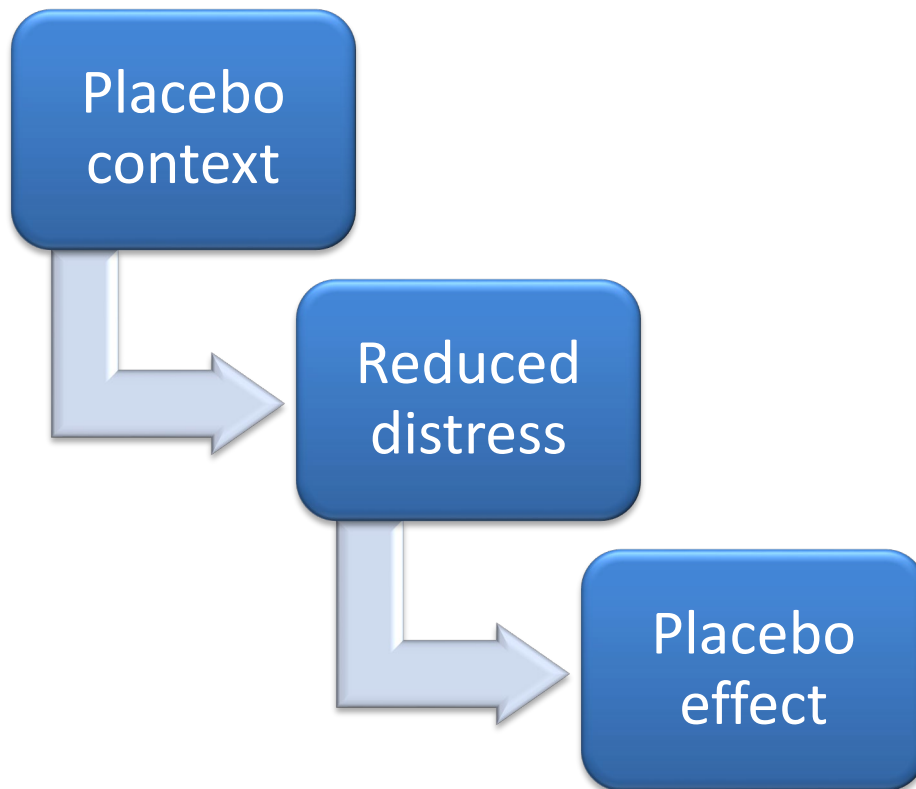 Placebo
context
Reduced
distress
Placebo
effect